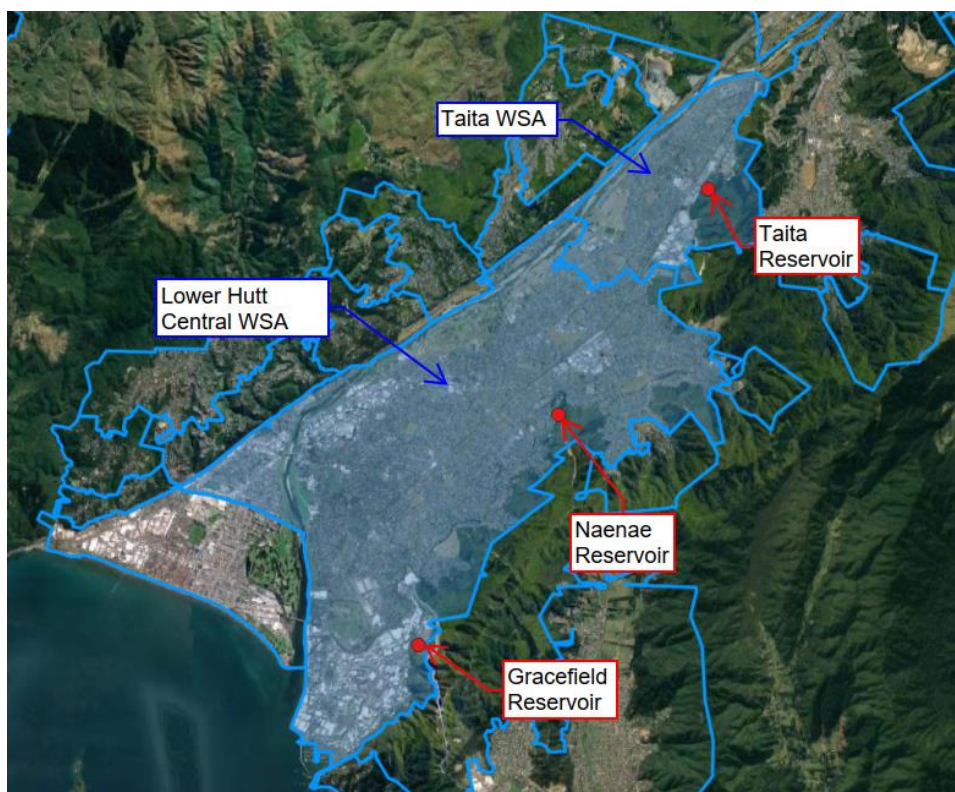 Taita WSA
Taita
Reservoir
Lower Hutt
Central WSA
Naenae
Reservoir
Gracefield
Reservoir